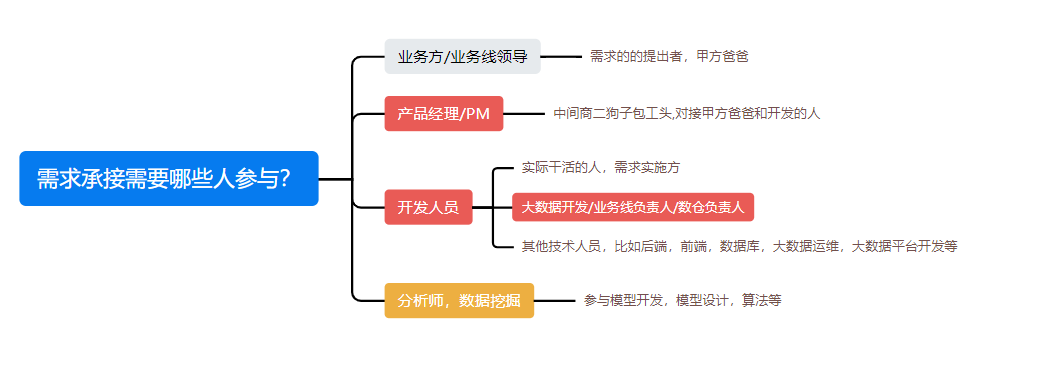 需求承接需要哪些人参与？
业务方/业务线领导
需求的的提出者，甲方爸爸
产品经理/PM
中间商二狗子包工头,对接甲方爸爸和开发的人
开发人员
实际干活的人，需求实施方
大数据开发/业务线负责人/数仓负责人
其他技术人员，比如后端，前端，数据库，大数据运维，大数据平台开发等
分析师，数据挖掘
参与模型开发，模型设计，算法等